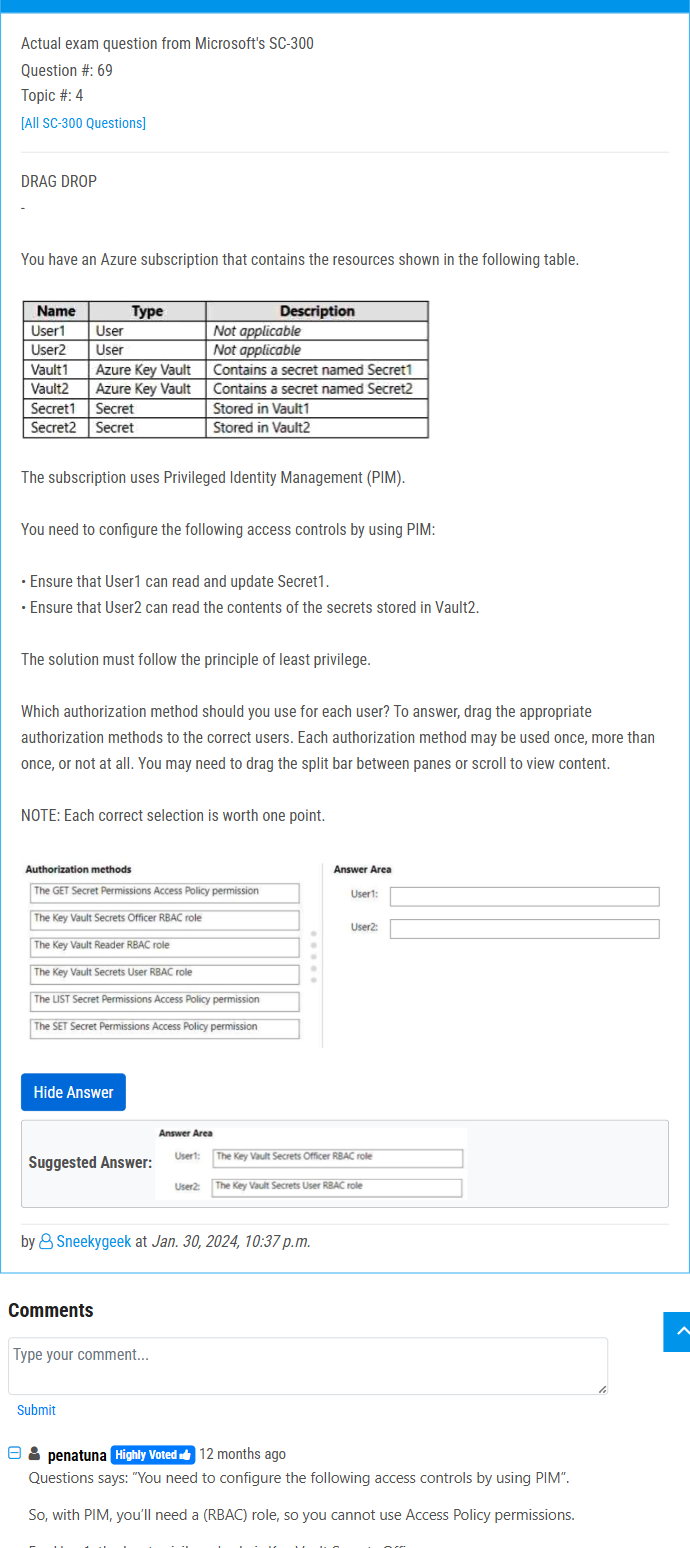 Actual exam question from Microsoft's SC-300
Question #: 69
Topic #: 4
[All SC-300 Questions]
DRAG DROP
-
You have an Azure subscription that contains the resources shown in the following table.
Name Type Description
User1 User Not applicable
User2 User Not applicable
Vault1 Azure Key Vault Contains a secret named Secret1
Vault2 Azure Key Vault Contains a secret named Secret2
Secret1 Secret Stored in Vault1
Secret2 Secret Stored in Vault2
The subscription uses Privileged Identity Management (PIM).
You need to configure the following access controls by using PIM:
• Ensure that User1 can read and update Secret1.
• Ensure that User2 can read the contents of the secrets stored in Vault2.
The solution must follow the principle of least privilege.
Which authorization method should you use for each user? To answer, drag the appropriate
authorization methods to the correct users. Each authorization method may be used once, more than
once, or not at all. You may need to drag the split bar between panes or scroll to view content.
NOTE: Each correct selection is worth one point.
Authorization methods
The GET Secret Permissions Access Policy permission
The Key Vault Secrets Officer RBAC role
The Key Vault Reader RBAC role
The Key Vault Secrets User RBAC role
The LIST Secret Permissions Access Policy permission
The SET Secret Permissions Access Policy permission
Answer Area
User1:
User2:
Hide Answer
Suggested Answer:
Answer Area
User1: The Key Vault Secrets Officer RBAC role
User2: The Key Vault Secrets User RBAC role
by Sneekygeek at Jan. 30, 2024, 10:37 p.m.
Comments
Type your comment...
Submit
penatuna Highly Voted 12 months ago
Questions says: "You need to configure the following access controls by using PIM".
So, with PIM, you'll need a (RBAC) role, so you cannot use Access Policy permissions.